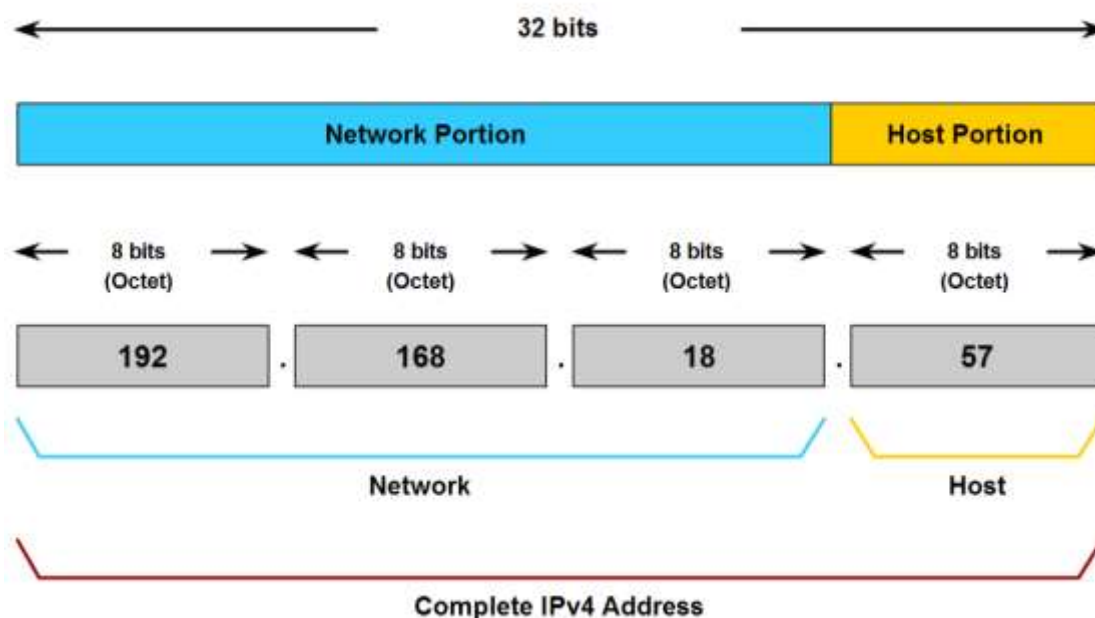 32 bits
Network Portion Host Portion
8 bits 8 bits 8 bits 8 bits
(Octet) (Octet) (Octet) (Octet)
192 . 168 . 18 . 57
Network Host
Complete IPv4 Address